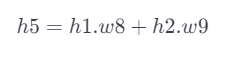 h5 = h1.w8 + h2.w9